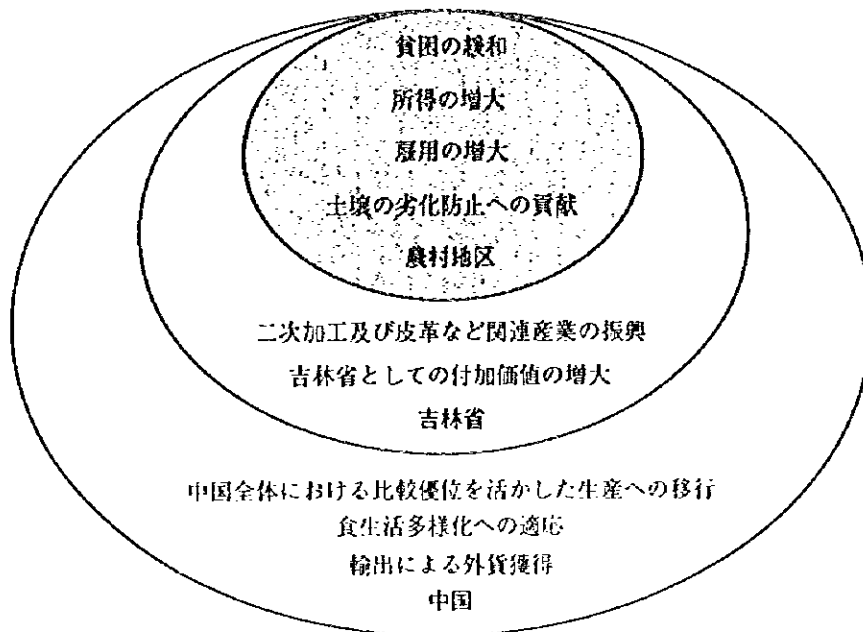 貧困の緩和
所得の増大
雇用の増大
土壌の劣化防止への貢献
農村地区
二次加工及び皮革など関連産業の振興
吉林省としての付加価値の増大
吉林省
中国全体における比較優位を活かした生産への移行
食生活多様化への適応
輸出による外貨獲得
中国